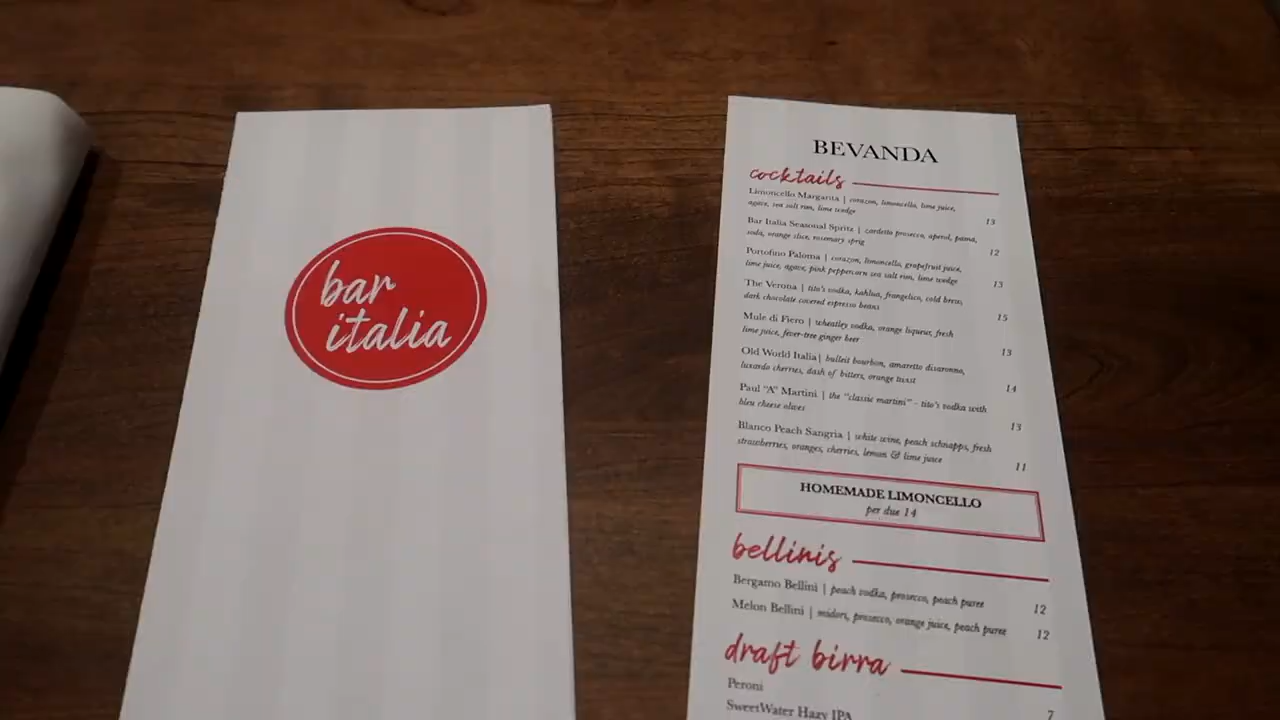 bar
italia
BEVANDA
cocktails
Limoncello Margarita | corazon, limoncello, lime juice,
agave, sea salt rim, lime wedge 13
Bar Italia Seasonal Spritz | cardetto prosecco, aperol, pama,
soda, orange slice, rosemary sprig 12
Portofino Paloma | corazon, limoncello, grapefruit juice,
lime juice, agave, pink peppercorn sea salt rim, lime wedge 13
The Verona | tito's vodka, kahlua, frangelico, cold brew,
dark chocolate covered espresso beans 15
Mule di Fiero | wheatley vodka, orange liqueur, fresh
lime juice, fever-tree ginger beer 13
Old World Italia | bulleit bourbon, amaretto disaronno,
luxardo cherries, dash of bitters, orange twist 14
Paul "A" Martini | the "classic martini" - tito's vodka with
bleu cheese olives 13
Blanco Peach Sangria | white wine, peach schnapps, fresh
strawberries, oranges, cherries, lemon & lime juice 11
HOMEMADE LIMONCELLO
per due 14
bellinis
Bergamo Bellini | peach vodka, prosecco, peach puree 12
Melon Bellini | midori, prosecco, orange juice, peach puree 12
draft birra
Peroni 7
SweetWater Hazy IPA